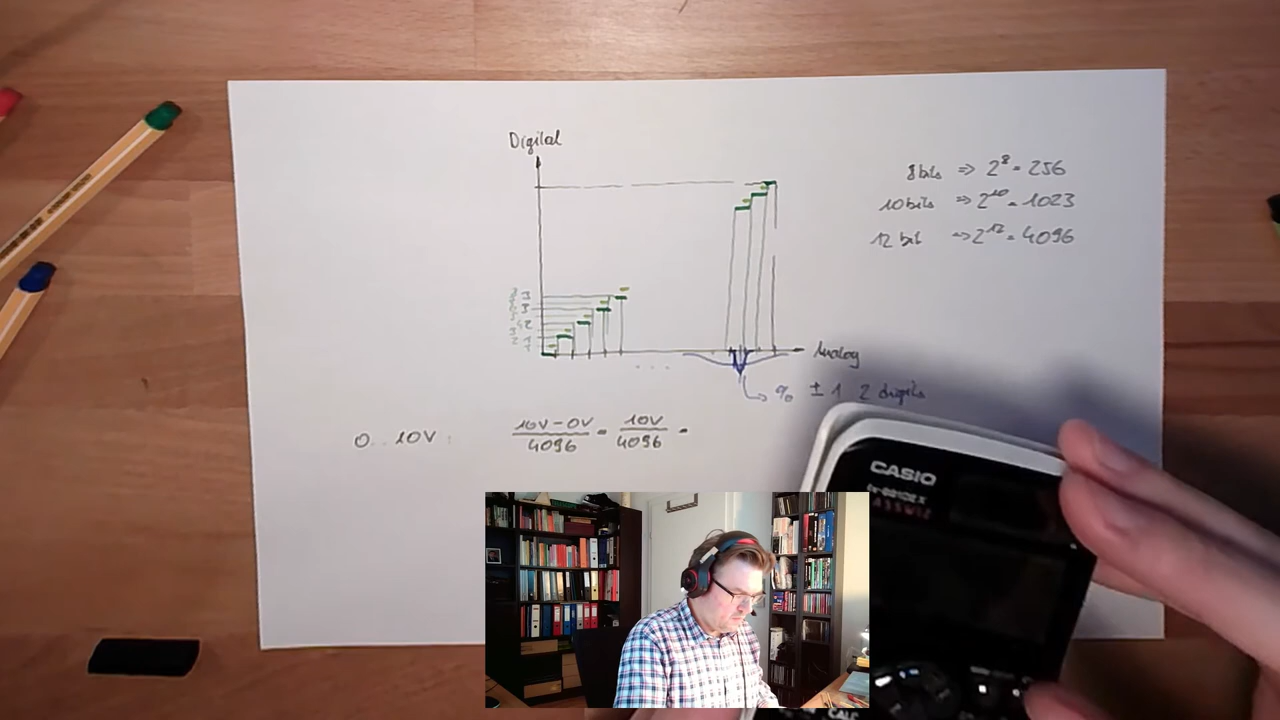 Digital
8 bits => 2^8 = 256
10 bits => 2^10 = 1023
12 bit => 2^12 = 4096
Analog
% ± 1 2 digits
0...10V :
10V - 0V / 4096 = 10V / 4096 =
CASIO
CALC